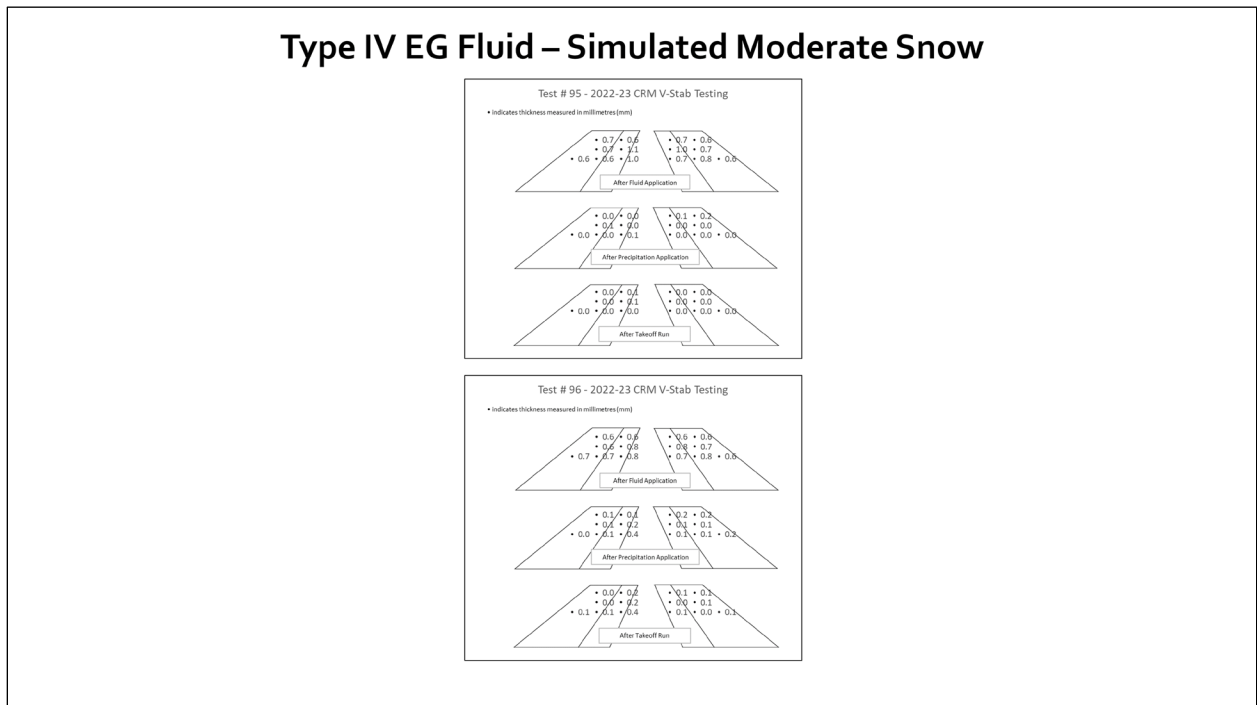 Type IV EG Fluid – Simulated Moderate Snow
Test # 95 - 2022-23 CRM V-Stab Testing
• indicates thickness measured in millimetres (mm)
• 0.7 • 0.6 • 0.7 • 0.6
• 0.7 • 1.1 • 1.0 • 0.7
• 0.6 • 0.6 • 1.0 • 0.7 • 0.8 • 0.6
After Fluid Application
• 0.0 • 0.0 • 0.1 • 0.2
• 0.1 • 0.0 • 0.0 • 0.0
• 0.0 • 0.0 • 0.1 • 0.0 • 0.0 • 0.0
After Precipitation Application
• 0.0 • 0.1 • 0.0 • 0.0
• 0.0 • 0.1 • 0.0 • 0.0
• 0.0 • 0.0 • 0.0 • 0.0 • 0.0 • 0.0
After Takeoff Run
Test # 96 - 2022-23 CRM V-Stab Testing
• indicates thickness measured in millimetres (mm)
• 0.6 • 0.6 • 0.6 • 0.6
• 0.6 • 0.8 • 0.8 • 0.7
• 0.7 • 0.7 • 0.8 • 0.7 • 0.8 • 0.6
After Fluid Application
• 0.1 • 0.1 • 0.2 • 0.2
• 0.1 • 0.2 • 0.1 • 0.1
• 0.0 • 0.1 • 0.4 • 0.1 • 0.1 • 0.2
After Precipitation Application
• 0.0 • 0.2 • 0.1 • 0.1
• 0.0 • 0.2 • 0.0 • 0.1
• 0.1 • 0.1 • 0.4 • 0.1 • 0.0 • 0.1
After Takeoff Run